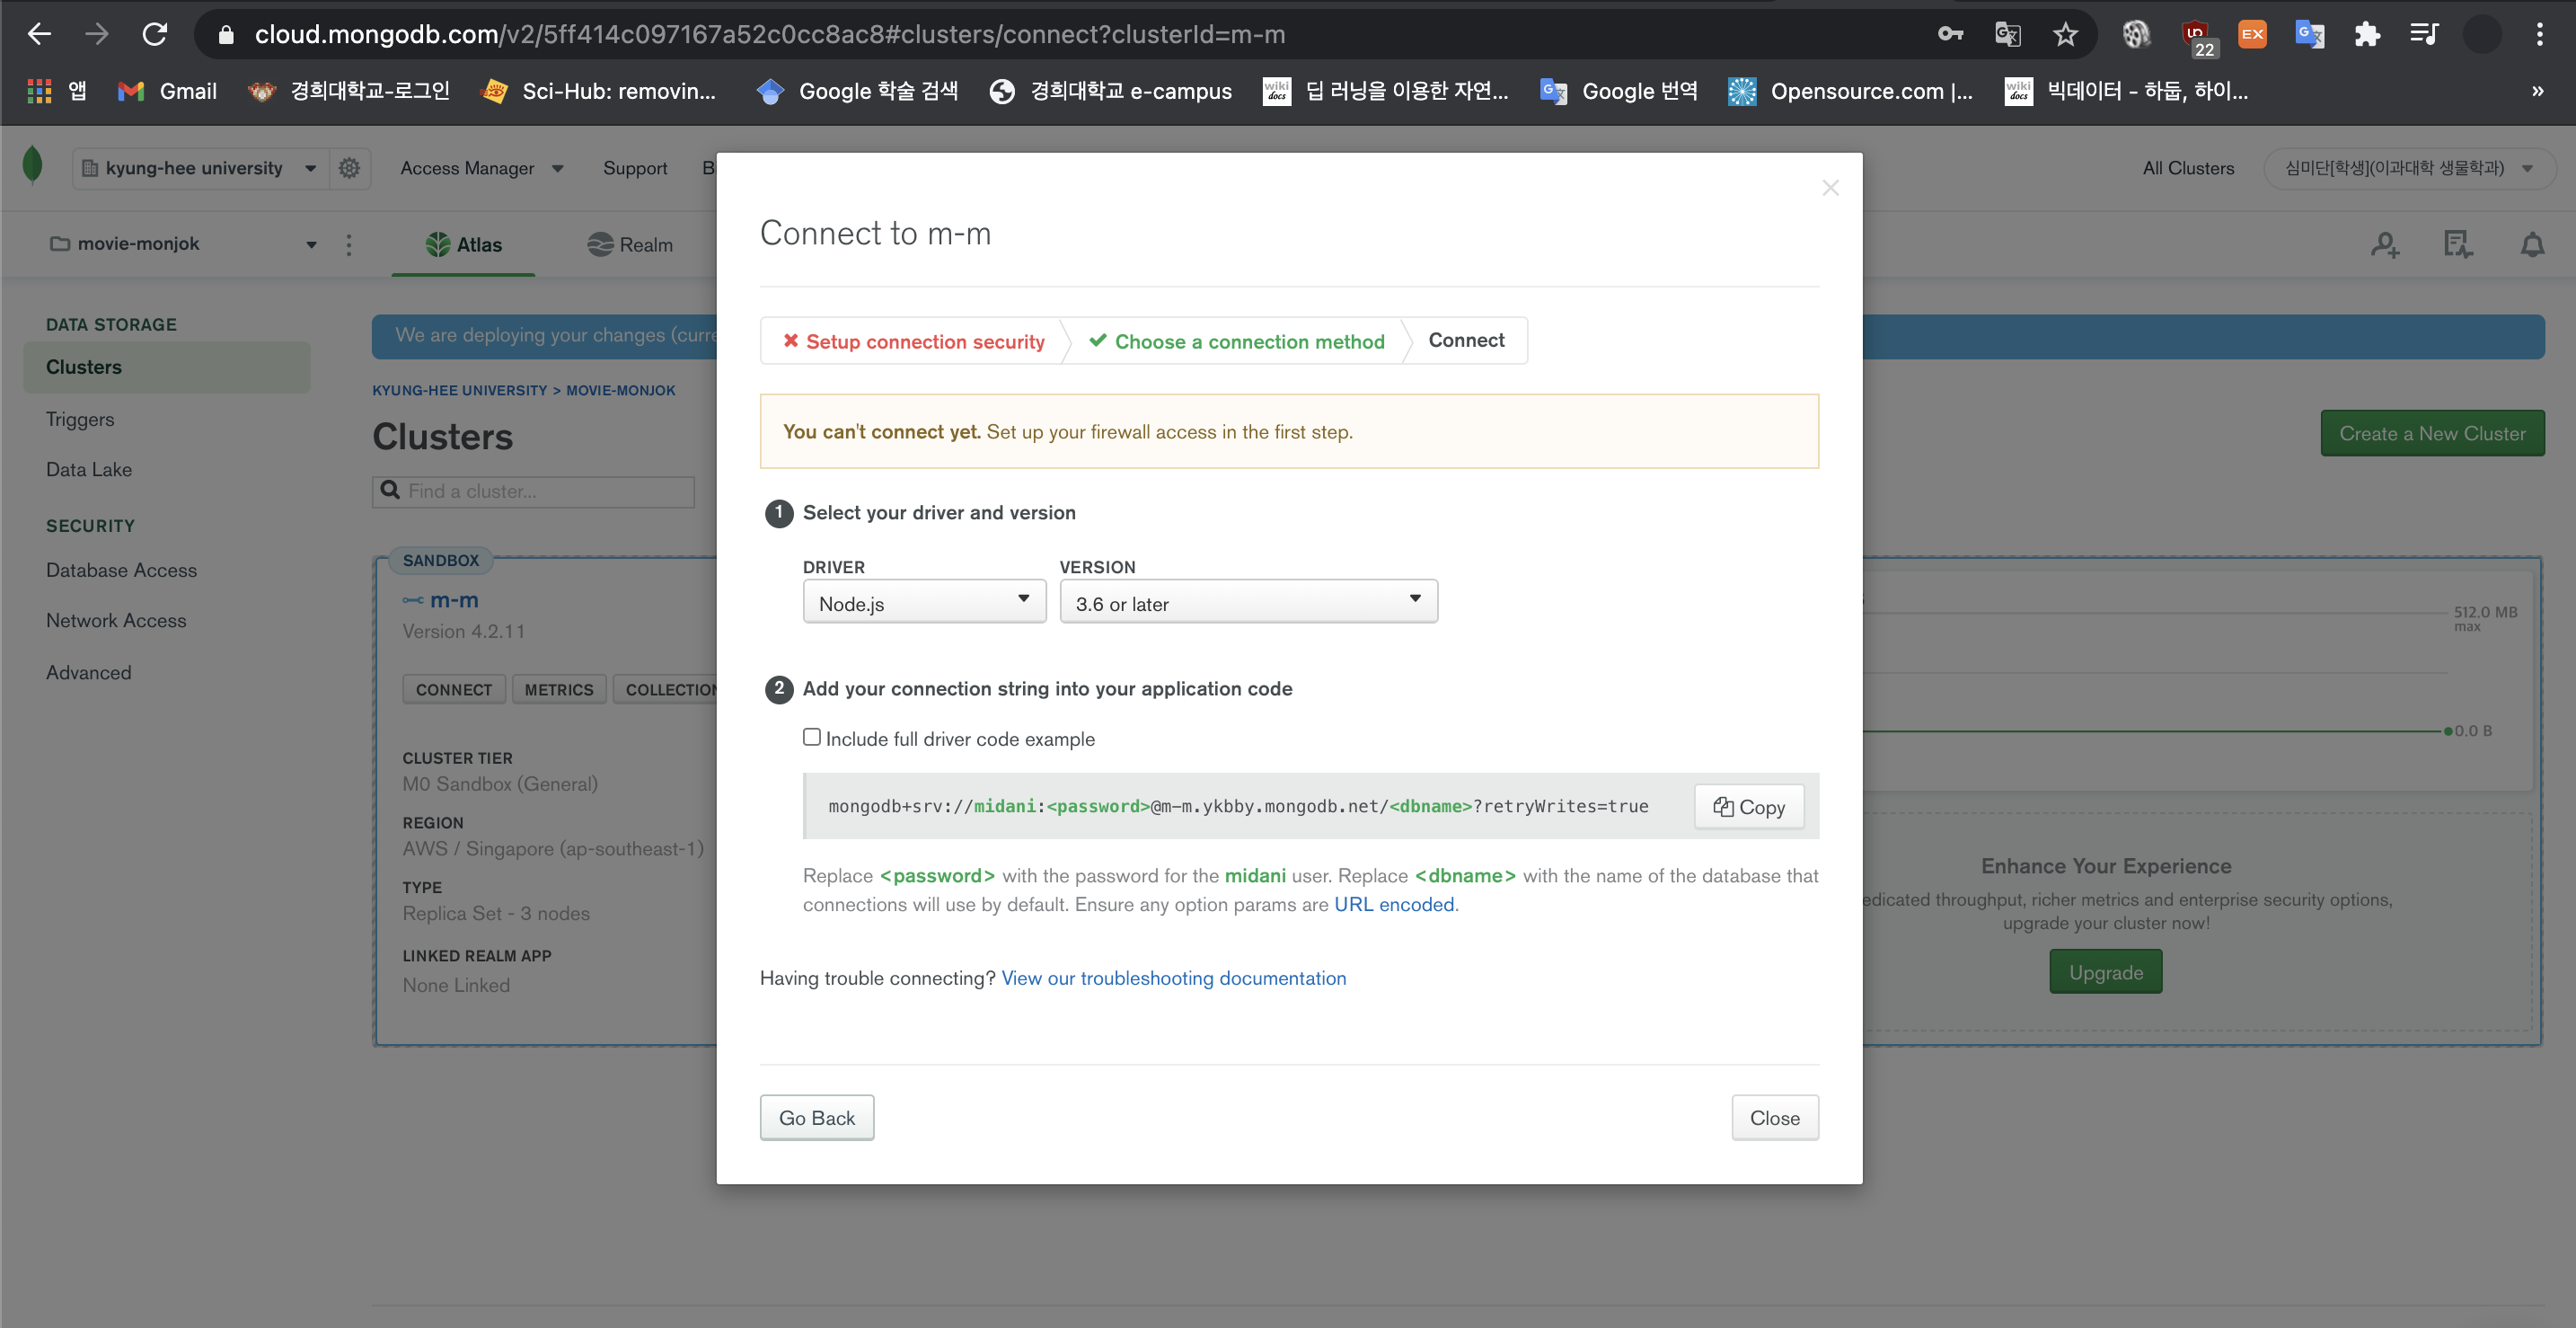 cloud.mongodb.com/v2/5ff414c097167a52c0cc8ac8#clusters/connect?clusterId=m-m
22
EX
앱
Gmail
경희대학교-로그인
Sci-Hub: removin...
Google 학술 검색
경희대학교 e-campus
wiki docs
딥 러닝을 이용한 자연...
Google 번역
Opensource.com |...
wiki docs
빅데이터 - 하둡, 하이...
»
kyung-hee university
Access Manager
Support
B
All Clusters
심미단[학생](이과대학 생물학과)
movie-monjok
Atlas
Realm
DATA STORAGE
Clusters
Triggers
Data Lake
SECURITY
Database Access
Network Access
Advanced
We are deploying your changes (curre
KYUNG-HEE UNIVERSITY > MOVIE-MONJOK
Clusters
Find a cluster...
Create a New Cluster
SANDBOX
m-m
Version 4.2.11
CONNECT
METRICS
COLLECTION
CLUSTER TIER
M0 Sandbox (General)
REGION
AWS / Singapore (ap-southeast-1)
TYPE
Replica Set - 3 nodes
LINKED REALM APP
None Linked
Connect to m-m
Setup connection security
Choose a connection method
Connect
You can't connect yet. Set up your firewall access in the first step.
1 Select your driver and version
DRIVER
VERSION
Node.js
3.6 or later
2 Add your connection string into your application code
Include full driver code example
mongodb+srv://midani:<password>@m-m.ykbby.mongodb.net/<dbname>?retryWrites=true
Copy
Replace <password> with the password for the midani user. Replace <dbname> with the name of the database that
connections will use by default. Ensure any option params are URL encoded.
Having trouble connecting? View our troubleshooting documentation
Go Back
Close
512.0 MB
max
0.0 B
Enhance Your Experience
edicated throughput, richer metrics and enterprise security options,
upgrade your cluster now!
Upgrade